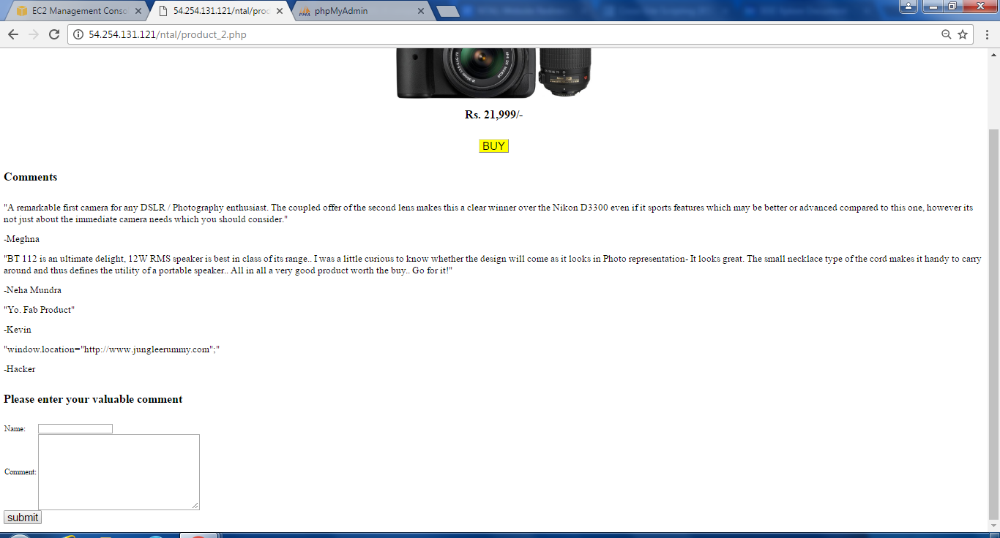 EC2 Management Conso
54.254.131.121/ntal/prod
PMA phpMyAdmin
54.254.131.121/ntal/product_2.php
Rs. 21,999/-
BUY
Comments
"A remarkable first camera for any DSLR / Photography enthusiast. The coupled offer of the second lens makes this a clear winner over the Nikon D3300 even if it sports features which may be better or advanced compared to this one, however its
not just about the immediate camera needs which you should consider."
-Meghna
"BT 112 is an ultimate delight, 12W RMS speaker is best in class of its range.. I was a little curious to know whether the design will come as it looks in Photo representation- It looks great. The small necklace type of the cord makes it handy to carry
around and thus defines the utility of a portable speaker.. All in all a very good product worth the buy.. Go for it!"
-Neha Mundra
"Yo. Fab Product"
-Kevin
"window.location="http://www.jungleerummy.com";"
-Hacker
Please enter your valuable comment
Name:
Comment:
submit